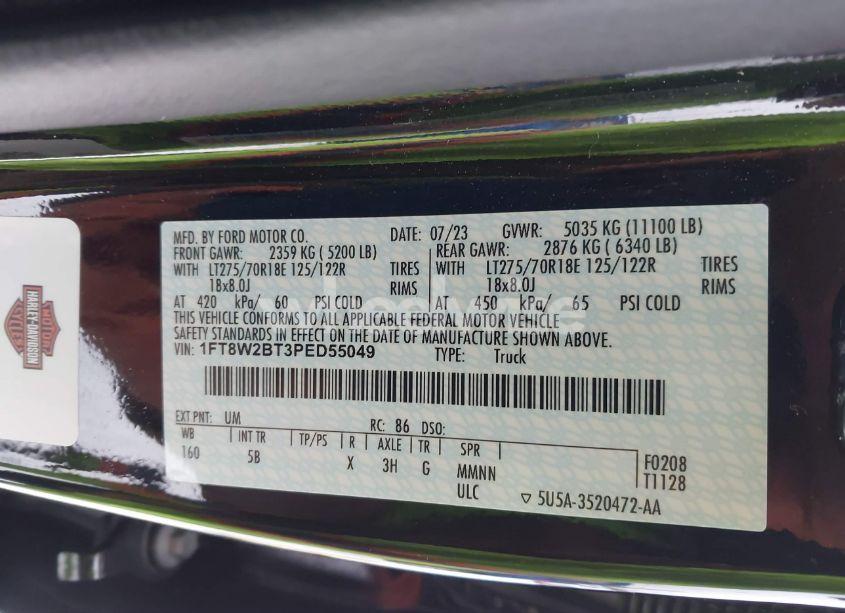 MOTOR
HARLEY-DAVIDSON
CYCLES
MFD. BY FORD MOTOR CO. DATE: 07/23 GVWR: 5035 KG (11100 LB)
FRONT GAWR: 2359 KG ( 5200 LB) REAR GAWR: 2876 KG ( 6340 LB)
WITH LT275/70R18E 125/122R TIRES WITH LT275/70R18E 125/122R TIRES
18x8.0J RIMS 18x8.0J RIMS
AT 420 kPa/ 60 PSI COLD AT 450 kPa/ 65 PSI COLD
THIS VEHICLE CONFORMS TO ALL APPLICABLE FEDERAL MOTOR VEHICLE
SAFETY STANDARDS IN EFFECT ON THE DATE OF MANUFACTURE SHOWN ABOVE.
VIN: 1FT8W2BT3PED55049 TYPE: Truck
EXT PNT: UM RC: 86 DSO:
WB INT TR TP/PS R AXLE TR SPR
160 5B X 3H G MMNN F0208
ULC T1128
▽ 5U5A-3520472-AA